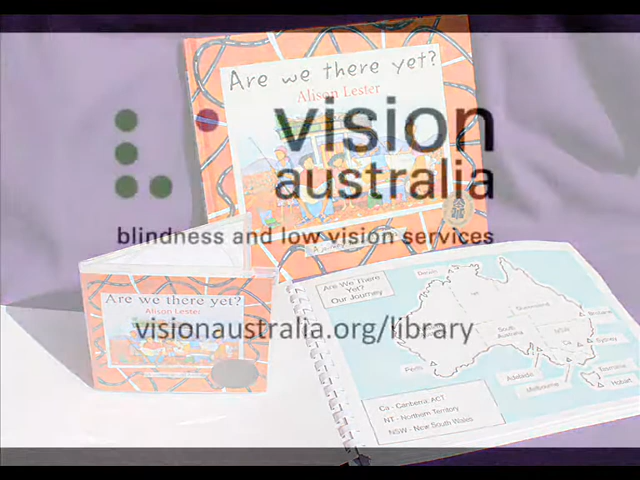 Are we there yet?
Alison Lester
vision
australia
blindness and low vision services
Are We There
Yet?
Our Journey
Darwin
NT
Queensland
Brisbane
South
Australia
NSW
Ca
Sydney
Perth
Adelaide
Melbourne
Tasmania
Hobart
Are we there yet?
Alison Lester
visionaustralia.org/library
Ca - Canberra: ACT
NT - Northern Territory
NSW - New South Wales